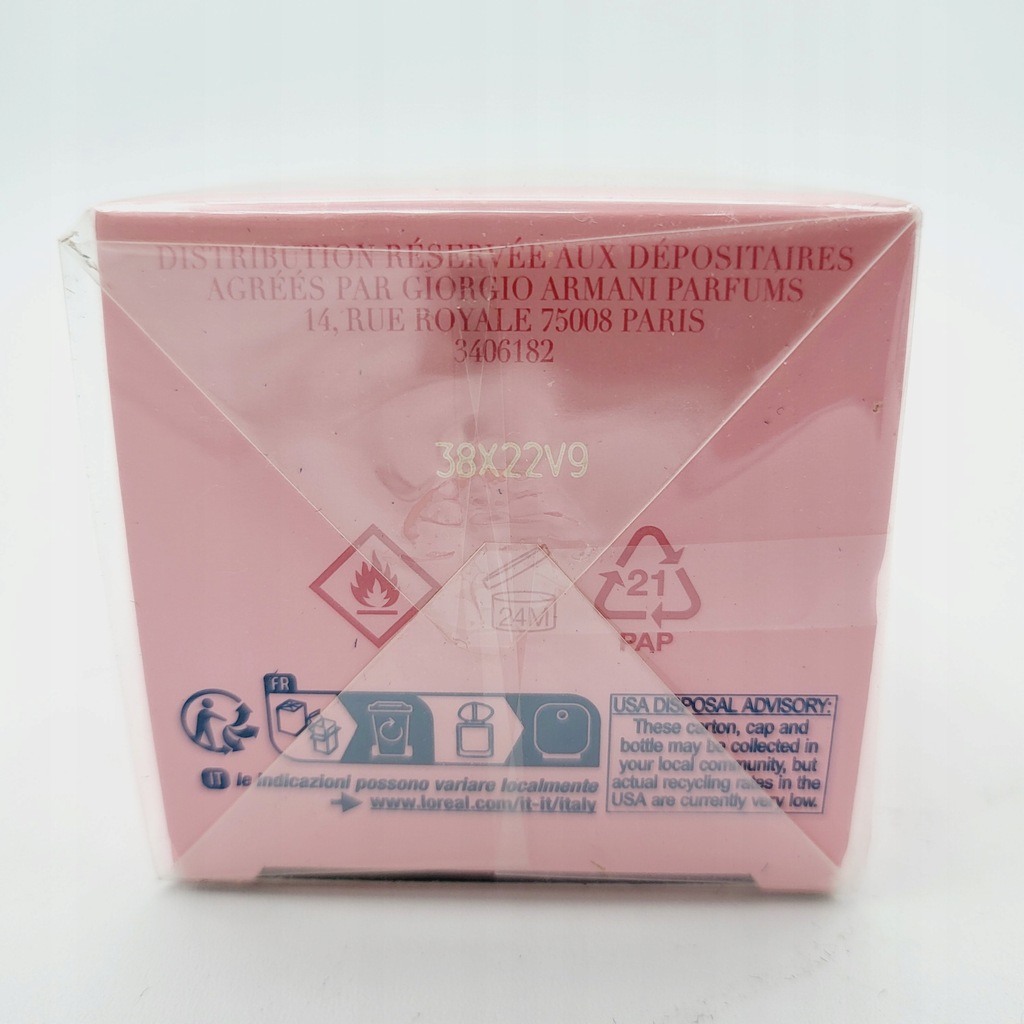 DISTRIBUTION RÉSERVÉE AUX DÉPOSITAIRES
AGRÉÉS PAR GIORGIO ARMANI PARFUMS
14, RUE ROYALE 75008 PARIS
3406182
38X22V9
24M
21
PAP
FR
IT le indicazioni possono variare localmente
www.loreal.com/it-it/italy
USA DISPOSAL ADVISORY:
These carton, cap and
bottle may be collected in
your local community, but
actual recycling rates in the
USA are currently very low.